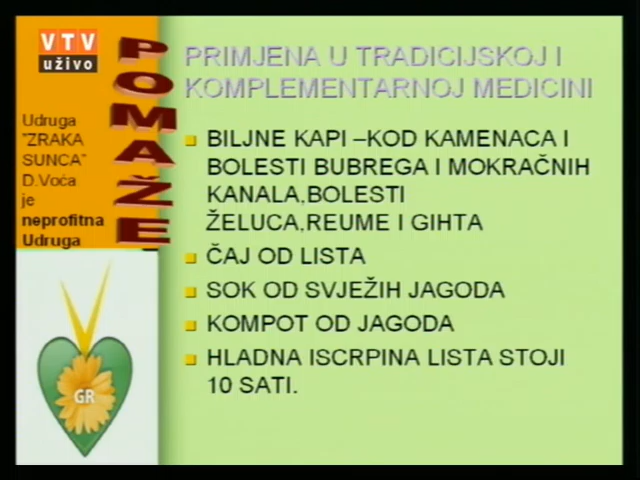 VTV
uživo
POMAŽE
Udruga
"ZRAKA
SUNCA"
D.Voća
je
neprofitna
Udruga
GR
PRIMJENA U TRADICIJSKOJ I
KOMPLEMENTARNOJ MEDICINI
BILJNE KAPI –KOD KAMENACA I
BOLESTI BUBREGA I MOKRAČNIH
KANALA,BOLESTI
ŽELUCA,REUME I GIHTA
ČAJ OD LISTA
SOK OD SVJEŽIH JAGODA
KOMPOT OD JAGODA
HLADNA ISCRPINA LISTA STOJI
10 SATI.